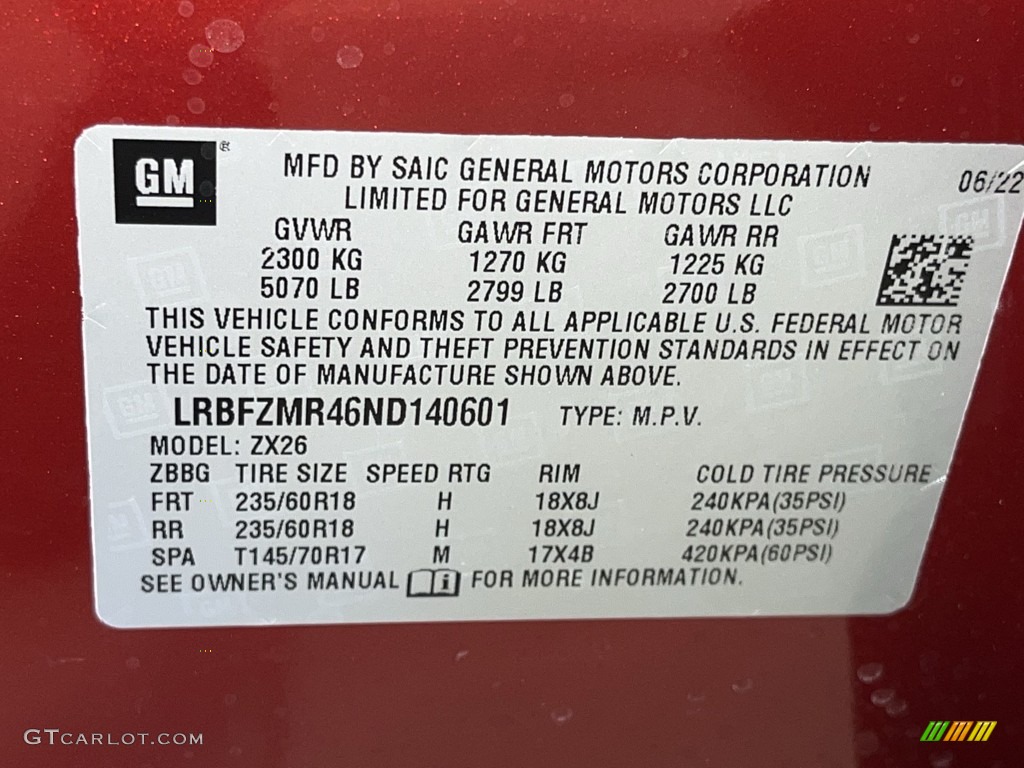 GM®
MFD BY SAIC GENERAL MOTORS CORPORATION 06/22
LIMITED FOR GENERAL MOTORS LLC
GVWR GAWR FRT GAWR RR
2300 KG 1270 KG 1225 KG
5070 LB 2799 LB 2700 LB
THIS VEHICLE CONFORMS TO ALL APPLICABLE U.S. FEDERAL MOTOR
VEHICLE SAFETY AND THEFT PREVENTION STANDARDS IN EFFECT ON
THE DATE OF MANUFACTURE SHOWN ABOVE.
LRBFZMR46ND140601 TYPE: M.P.V.
MODEL: ZX26
ZBBG TIRE SIZE SPEED RTG RIM COLD TIRE PRESSURE
FRT 235/60R18 H 18X8J 240KPA(35PSI)
RR 235/60R18 H 18X8J 240KPA(35PSI)
SPA T145/70R17 M 17X4B 420KPA(60PSI)
SEE OWNER'S MANUAL i FOR MORE INFORMATION.
GTCARLOT.COM